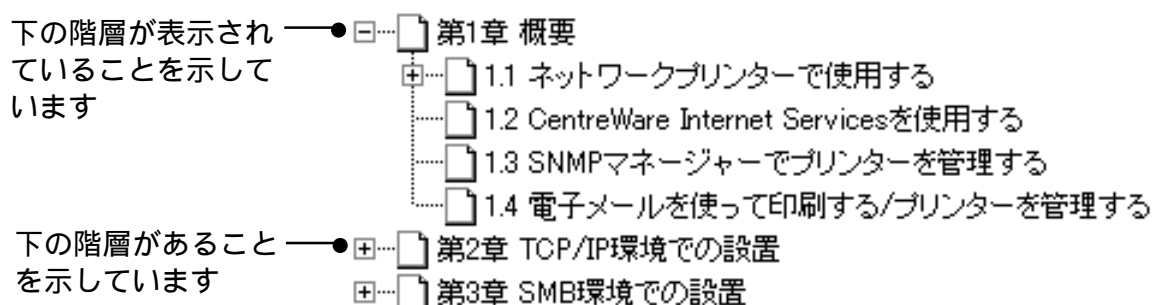 下の階層が表示され
ていることを示して
います
第1章 概要
1.1 ネットワークプリンターで使用する
1.2 CentreWare Internet Servicesを使用する
1.3 SNMPマネージャーでプリンターを管理する
1.4 電子メールを使って印刷する/プリンターを管理する
下の階層があること
を示しています
第2章 TCP/IP環境での設置
第3章 SMB環境での設置